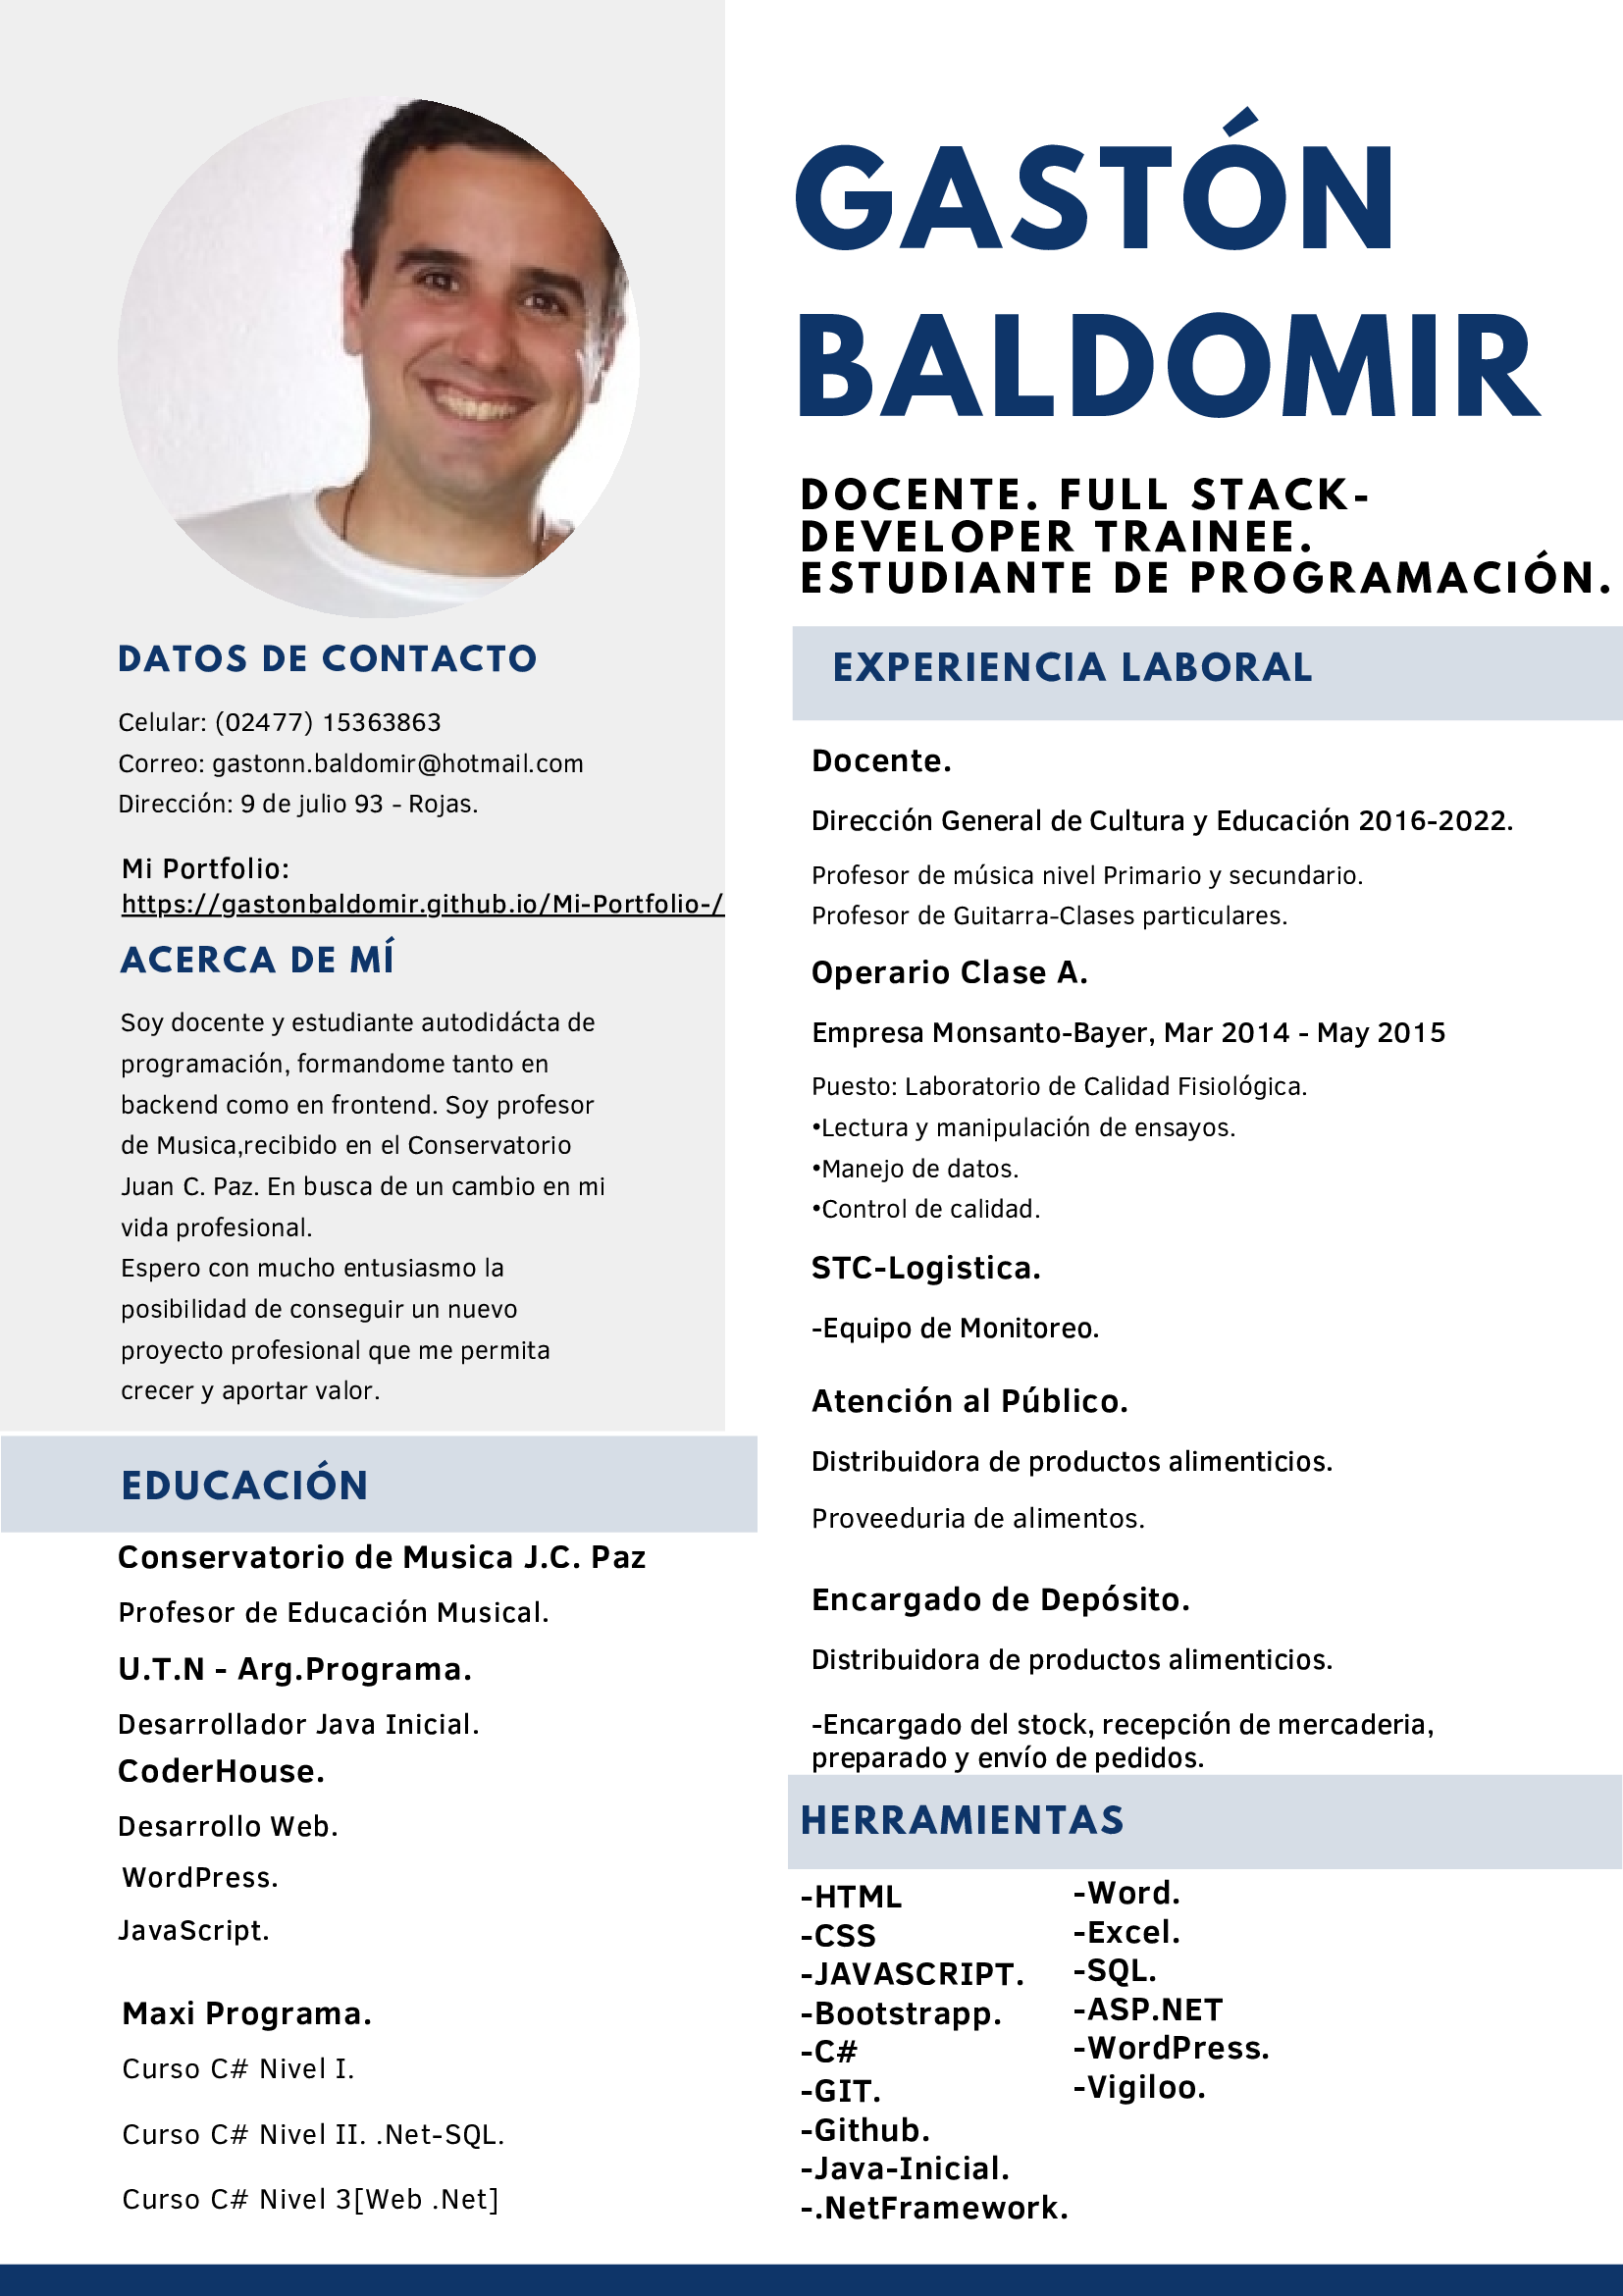 GASTÓN
BALDOMIR
DOCENTE. FULL STACK-
DEVELOPER TRAINEE.
ESTUDIANTE DE PROGRAMACIÓN.
DATOS DE CONTACTO
Celular: (02477) 15363863
Correo: gastonn.baldomir@hotmail.com
Dirección: 9 de julio 93 - Rojas.
Mi Portfolio:
https://gastonbaldomir.github.io/Mi-Portfolio-/
ACERCA DE MÍ
Soy docente y estudiante autodidácta de
programación, formandome tanto en
backend como en frontend. Soy profesor
de Musica,recibido en el Conservatorio
Juan C. Paz. En busca de un cambio en mi
vida profesional.
Espero con mucho entusiasmo la
posibilidad de conseguir un nuevo
proyecto profesional que me permita
crecer y aportar valor.
EDUCACIÓN
Conservatorio de Musica J.C. Paz
Profesor de Educación Musical.
U.T.N - Arg.Programa.
Desarrollador Java Inicial.
CoderHouse.
Desarrollo Web.
WordPress.
JavaScript.
Maxi Programa.
Curso C# Nivel I.
Curso C# Nivel II. .Net-SQL.
Curso C# Nivel 3[Web .Net]
EXPERIENCIA LABORAL
Docente.
Dirección General de Cultura y Educación 2016-2022.
Profesor de música nivel Primario y secundario.
Profesor de Guitarra-Clases particulares.
Operario Clase A.
Empresa Monsanto-Bayer, Mar 2014 - May 2015
Puesto: Laboratorio de Calidad Fisiológica.
•Lectura y manipulación de ensayos.
•Manejo de datos.
•Control de calidad.
STC-Logistica.
-Equipo de Monitoreo.
Atención al Público.
Distribuidora de productos alimenticios.
Proveeduria de alimentos.
Encargado de Depósito.
Distribuidora de productos alimenticios.
-Encargado del stock, recepción de mercaderia,
preparado y envío de pedidos.
HERRAMIENTAS
-HTML
-CSS
-JAVASCRIPT.
-Bootstrapp.
-C#
-GIT.
-Github.
-Java-Inicial.
-.NetFramework.
-Word.
-Excel.
-SQL.
-ASP.NET
-WordPress.
-Vigiloo.